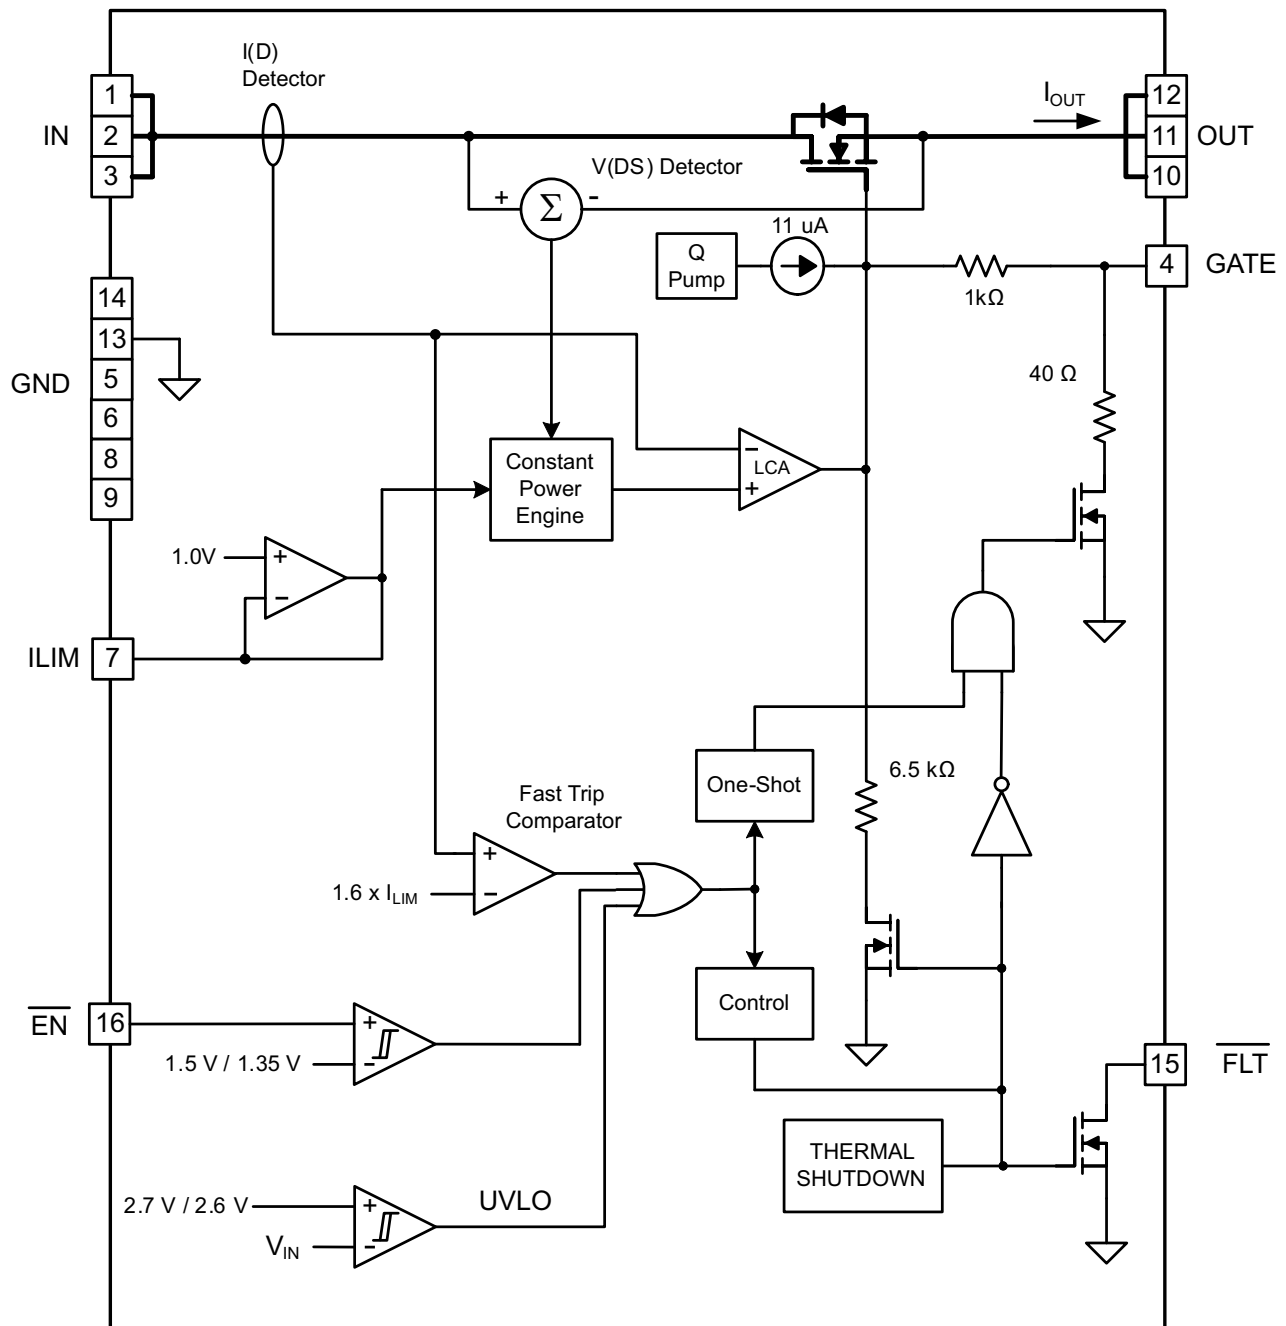 I(D)
Detector
1
2
3
IN
IOUT
12
11
10
OUT
V(DS) Detector
+
Σ
-
11 uA
Q
Pump
1kΩ
4
GATE
14
13
5
6
8
9
GND
40 Ω
Constant
Power
Engine
−
LCA
+
1.0V
+
−
ILIM
7
6.5 kΩ
One-Shot
Fast Trip
Comparator
+
1.6 x ILIM
−
Control
EN
16
+
1.5 V / 1.35 V
-
15
FLT
THERMAL
SHUTDOWN
2.7 V / 2.6 V
+
UVLO
VIN
-